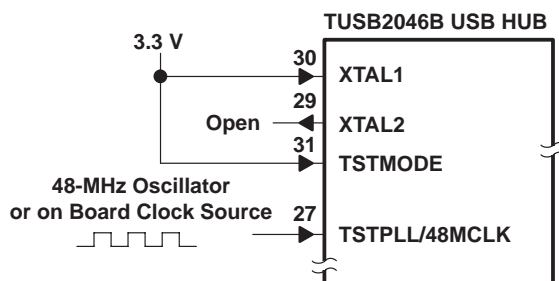 TUSB2046B USB HUB
3.3 V
30
XTAL1
29
Open
XTAL2
31
TSTMODE
48-MHz Oscillator
or on Board Clock Source
27
TSTPLL/48MCLK